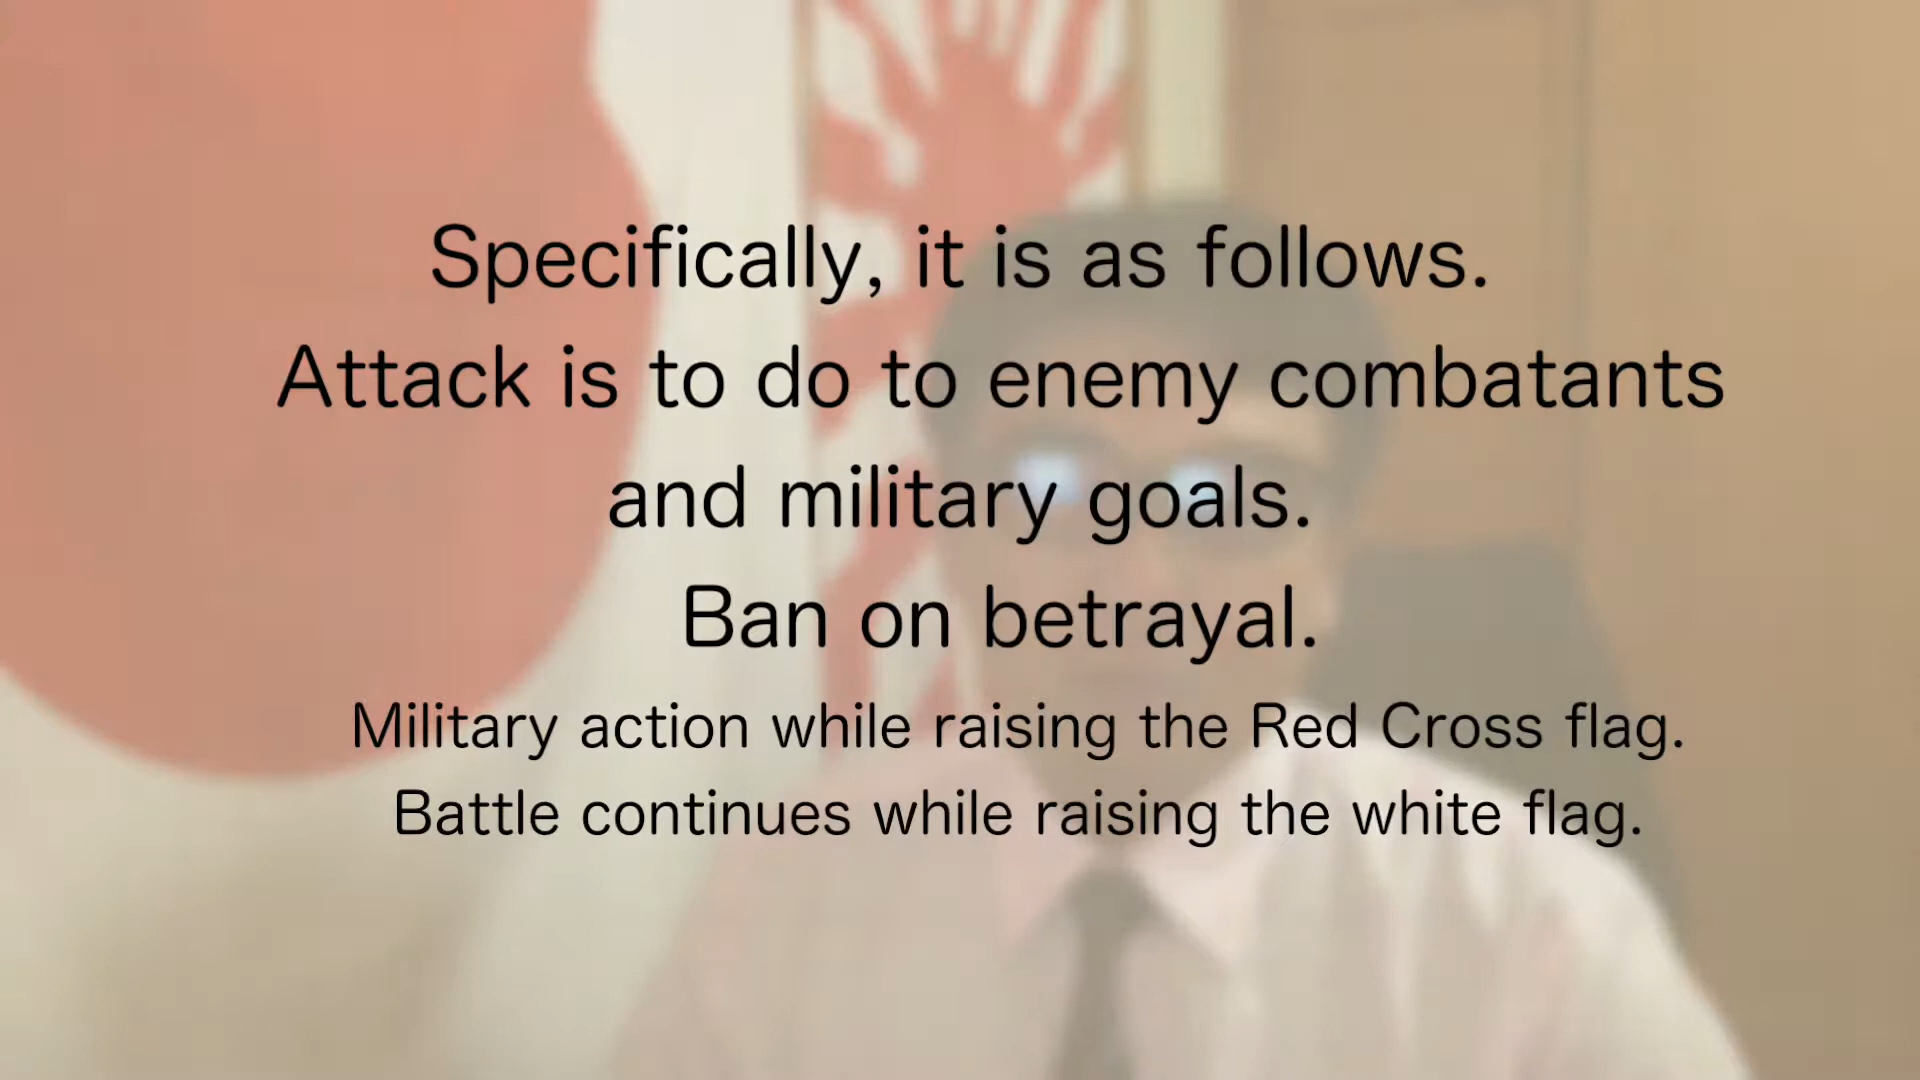 Specifically, it is as follows.
Attack is to do to enemy combatants
and military goals.
Ban on betrayal.
Military action while raising the Red Cross flag.
Battle continues while raising the white flag.